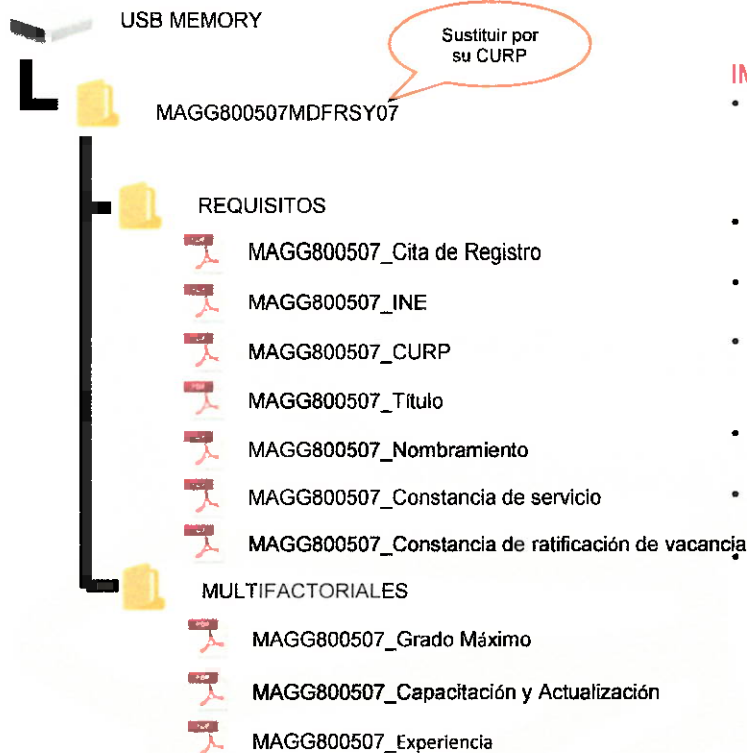 USB MEMORY
Sustituir por
su CURP
IM
MAGG800507MDFRSY07
REQUISITOS
MAGG800507_Cita de Registro
MAGG800507_INE
MAGG800507_CURP
MAGG800507_Título
MAGG800507_Nombramiento
MAGG800507_Constancia de servicio
MAGG800507_Constancia de ratificación de vacancia
MULTIFACTORIALES
MAGG800507_Grado Máximo
MAGG800507_Capacitación y Actualización
MAGG800507_Experiencia